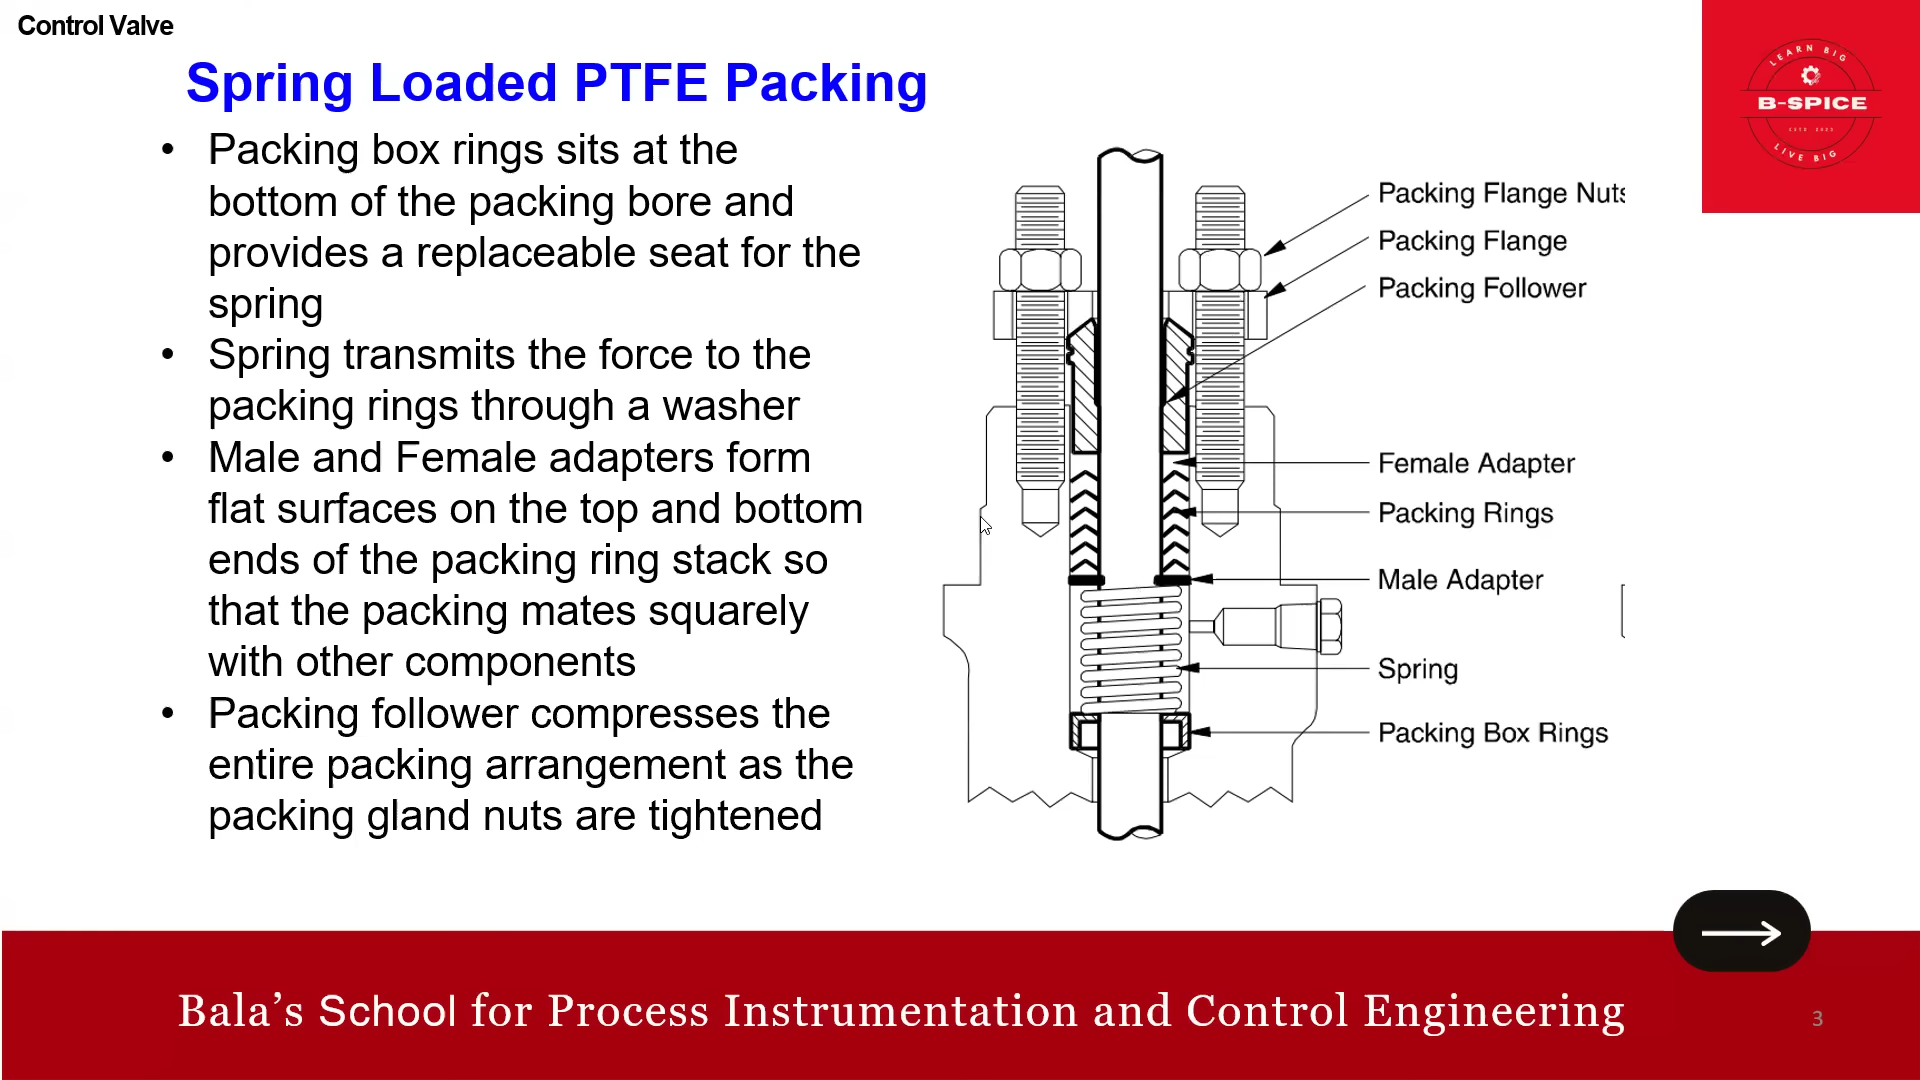 Control Valve
Spring Loaded PTFE Packing
• Packing box rings sits at the
bottom of the packing bore and
provides a replaceable seat for the
spring
• Spring transmits the force to the
packing rings through a washer
• Male and Female adapters form
flat surfaces on the top and bottom
ends of the packing ring stack so
that the packing mates squarely
with other components
• Packing follower compresses the
entire packing arrangement as the
packing gland nuts are tightened
Packing Flange Nuts
Packing Flange
Packing Follower
Female Adapter
Packing Rings
Male Adapter
Spring
Packing Box Rings
LEARN BIG
B-SPICE
LIVE BIG
Bala’s School for Process Instrumentation and Control Engineering
3